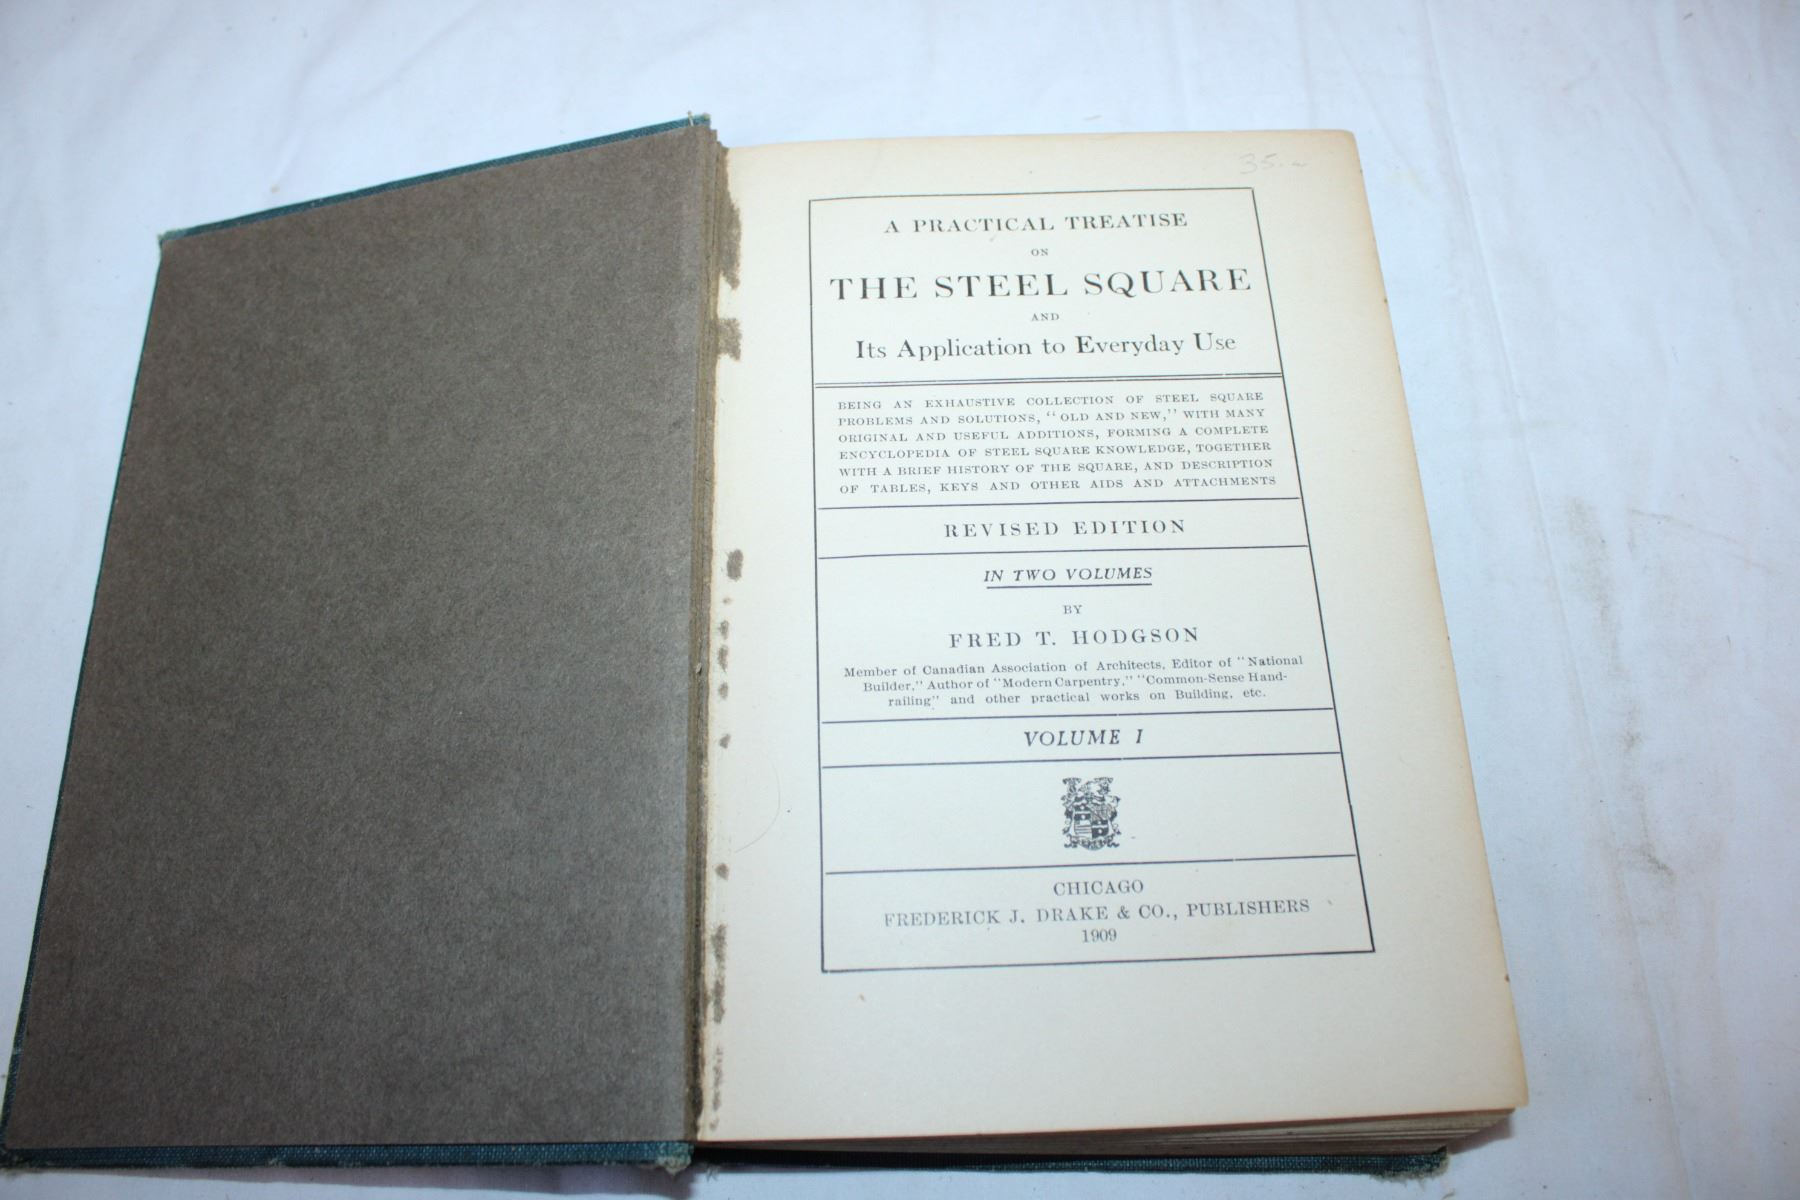 35.
A PRACTICAL TREATISE
ON
THE STEEL SQUARE
AND
Its Application to Everyday Use
BEING AN EXHAUSTIVE COLLECTION OF STEEL SQUARE
PROBLEMS AND SOLUTIONS, "OLD AND NEW," WITH MANY
ORIGINAL AND USEFUL ADDITIONS, FORMING A COMPLETE
ENCYCLOPEDIA OF STEEL SQUARE KNOWLEDGE, TOGETHER
WITH A BRIEF HISTORY OF THE SQUARE, AND DESCRIPTION
OF TABLES, KEYS AND OTHER AIDS AND ATTACHMENTS
REVISED EDITION
IN TWO VOLUMES
BY
FRED T. HODGSON
Member of Canadian Association of Architects, Editor of "National
Builder," Author of "Modern Carpentry," "Common-Sense Hand-
railing" and other practical works on Building, etc.
VOLUME I
CHICAGO
FREDERICK J. DRAKE & CO., PUBLISHERS
1909